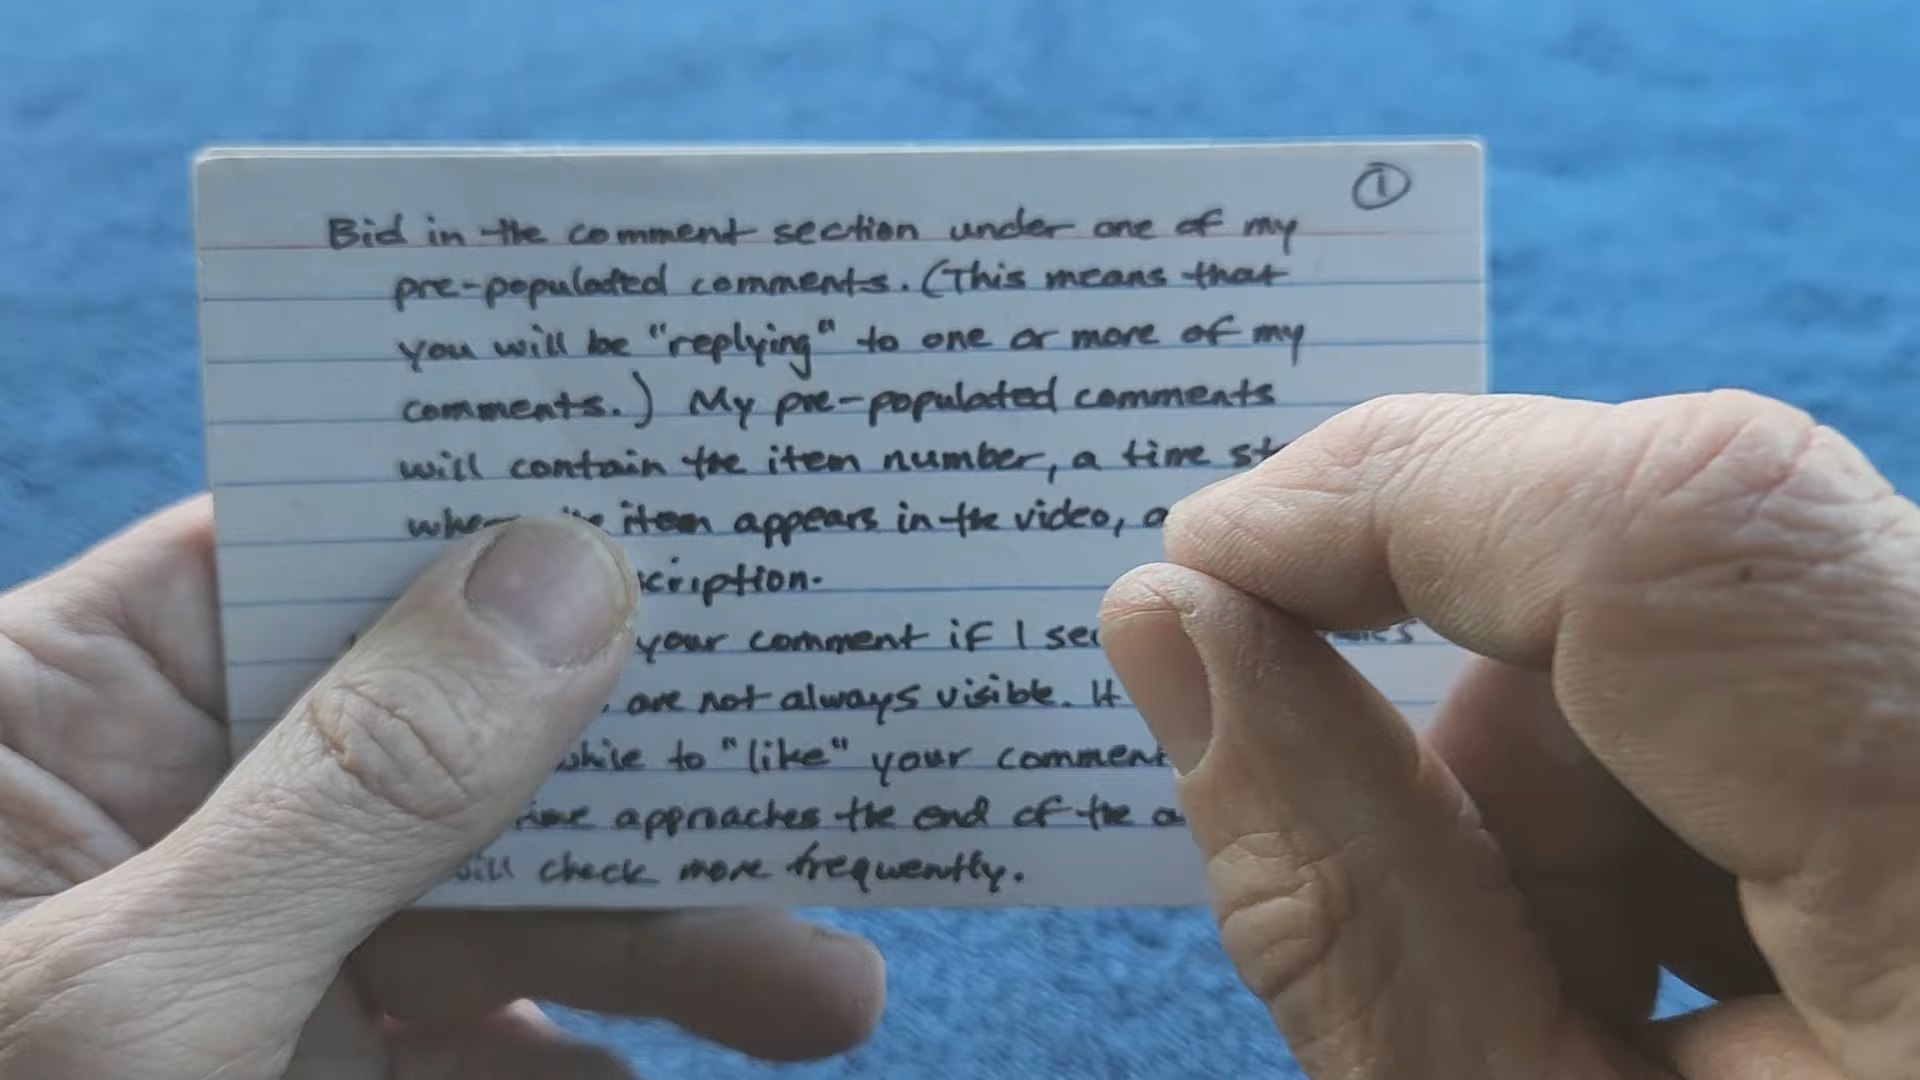 ①
Bid in the comment section under one of my
pre-populated comments. (This means that
you will be "replying" to one or more of my
comments.) My pre-populated comments
will contain the item number, a time
item appears in the video,
your comment if I
are not always visible. It
to "like" your comment
approaches the end of the
check more frequently.